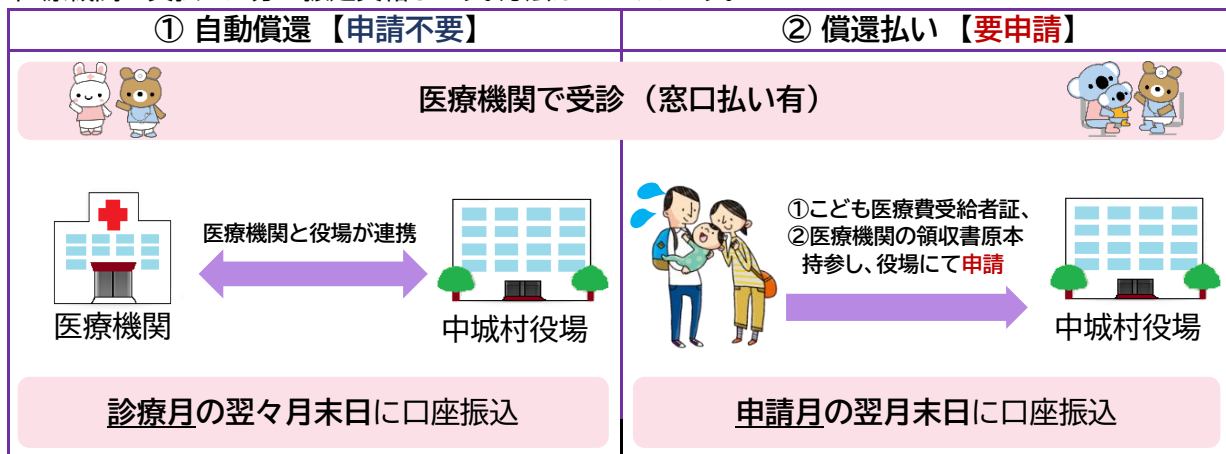 ① 自動償還 【申請不要】
② 償還払い 【要申請】
医療機関で受診（窓口払い有）
医療機関と役場が連携
医療機関
中城村役場
診療月の翌々月末日に口座振込
①こども医療費受給者証、
②医療機関の領収書原本
持参し、役場にて申請
中城村役場
申請月の翌月末日に口座振込